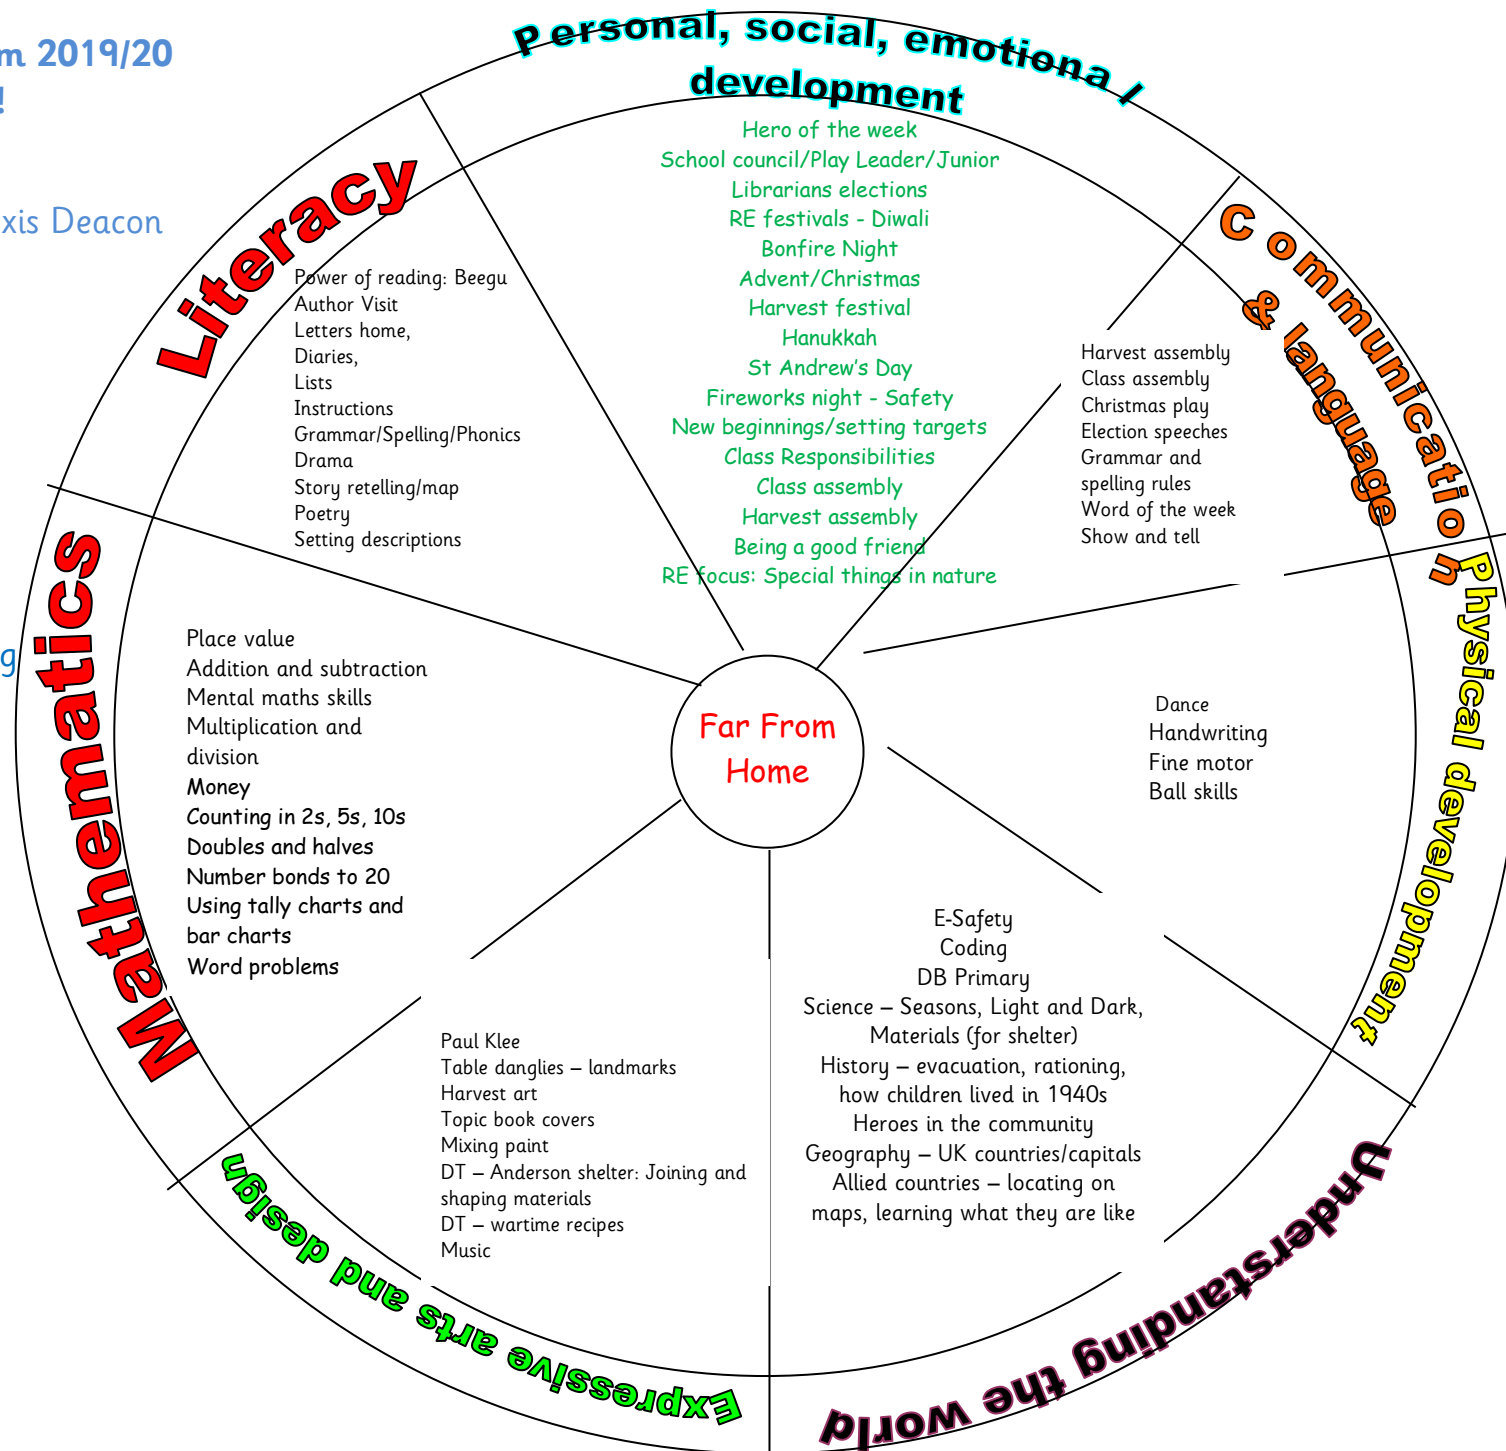 m 2019/20
!
xis Deacon
g
Personal, social, emotional
development
Hero of the week
School council/Play Leader/Junior
Librarians elections
RE festivals - Diwali
Bonfire Night
Advent/Christmas
Harvest festival
Hanukkah
St Andrew's Day
Fireworks night - Safety
New beginnings/setting targets
Class Responsibilities
Class assembly
Harvest assembly
Being a good friend
RE focus: Special things in nature
Communication
& language
Harvest assembly
Class assembly
Christmas play
Election speeches
Grammar and
spelling rules
Word of the week
Show and tell
Physical development
Dance
Handwriting
Fine motor
Ball skills
Understanding the world
E-Safety
Coding
DB Primary
Science – Seasons, Light and Dark,
Materials (for shelter)
History – evacuation, rationing,
how children lived in 1940s
Heroes in the community
Geography – UK countries/capitals
Allied countries – locating on
maps, learning what they are like
Expressive arts and design
Paul Klee
Table danglies – landmarks
Harvest art
Topic book covers
Mixing paint
DT – Anderson shelter: Joining and
shaping materials
DT – wartime recipes
Music
Mathematics
Place value
Addition and subtraction
Mental maths skills
Multiplication and
division
Money
Counting in 2s, 5s, 10s
Doubles and halves
Number bonds to 20
Using tally charts and
bar charts
Word problems
Literacy
Power of reading: Beegu
Author Visit
Letters home,
Diaries,
Lists
Instructions
Grammar/Spelling/Phonics
Drama
Story retelling/map
Poetry
Setting descriptions
Far From
Home